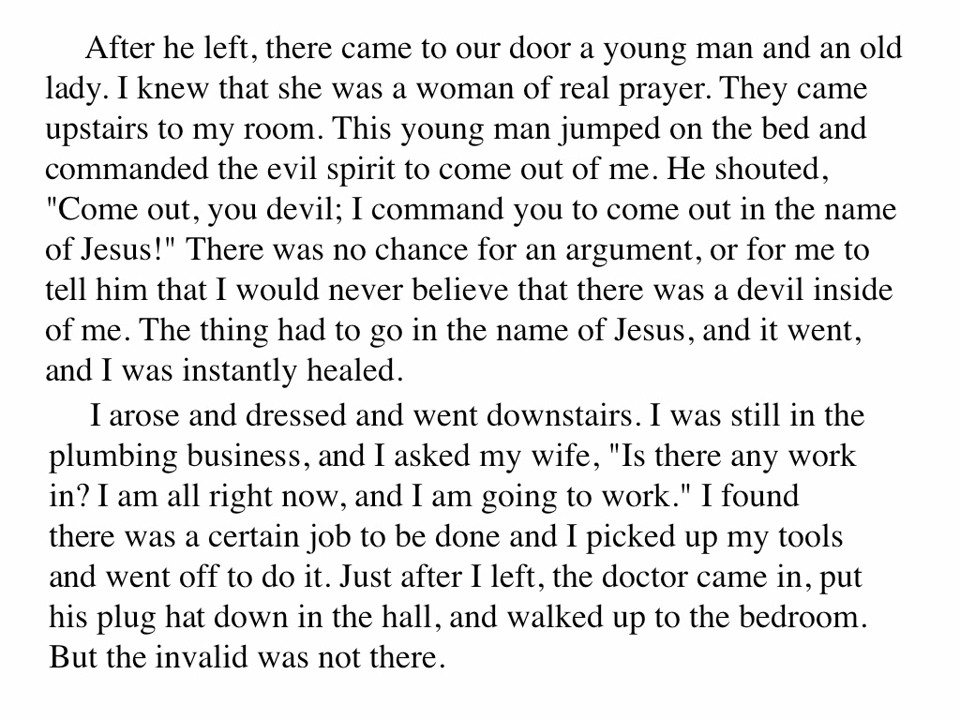 After he left, there came to our door a young man and an old
lady. I knew that she was a woman of real prayer. They came
upstairs to my room. This young man jumped on the bed and
commanded the evil spirit to come out of me. He shouted,
"Come out, you devil; I command you to come out in the name
of Jesus!" There was no chance for an argument, or for me to
tell him that I would never believe that there was a devil inside
of me. The thing had to go in the name of Jesus, and it went,
and I was instantly healed.
I arose and dressed and went downstairs. I was still in the
plumbing business, and I asked my wife, "Is there any work
in? I am all right now, and I am going to work." I found
there was a certain job to be done and I picked up my tools
and went off to do it. Just after I left, the doctor came in, put
his plug hat down in the hall, and walked up to the bedroom.
But the invalid was not there.